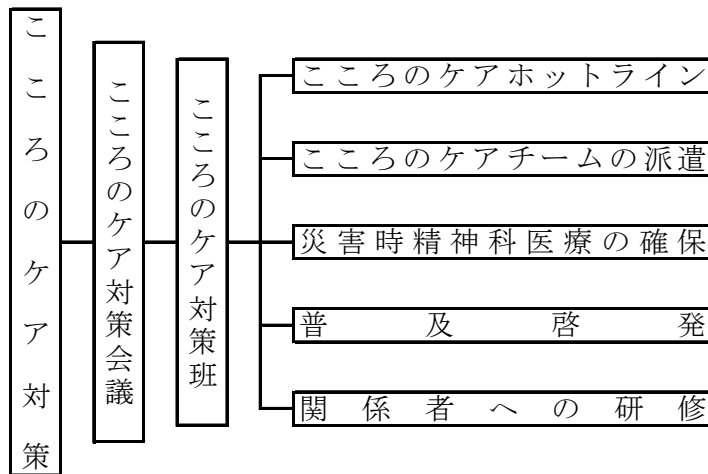 こころのケア対策
こころのケア対策会議
こころのケア対策班
こころのケアホットライン
こころのケアチームの派遣
災害時精神科医療の確保
普及啓発
関係者への研修